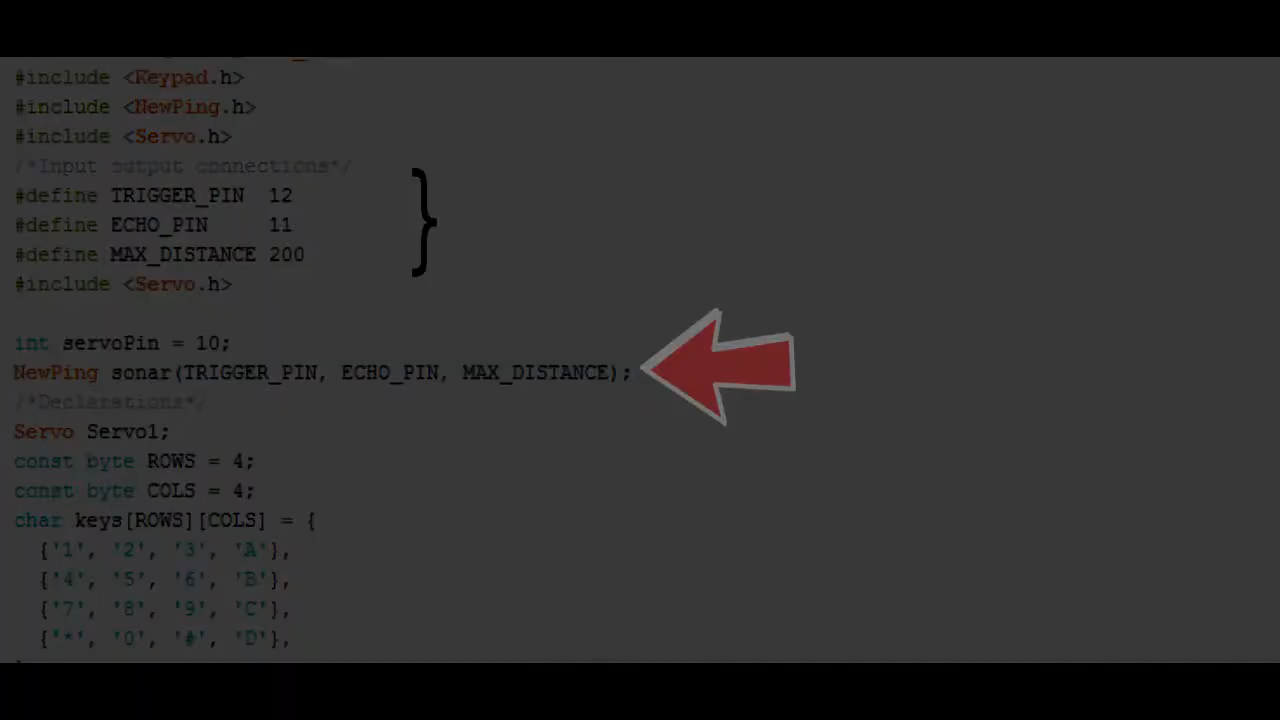 #include <Keypad.h>
#include <NewPing.h>
#include <Servo.h>
/*Input output connections*/
#define TRIGGER_PIN  12
#define ECHO_PIN     11
#define MAX_DISTANCE 200
#include <Servo.h>
}
int servoPin = 10;
NewPing sonar(TRIGGER_PIN, ECHO_PIN, MAX_DISTANCE);
/*Declarations*/
Servo Servo1;
const byte ROWS = 4;
const byte COLS = 4;
char keys[ROWS][COLS] = {
  {'1', '2', '3', 'A'},
  {'4', '5', '6', 'B'},
  {'7', '8', '9', 'C'},
  {'*', '0', '#', 'D'},